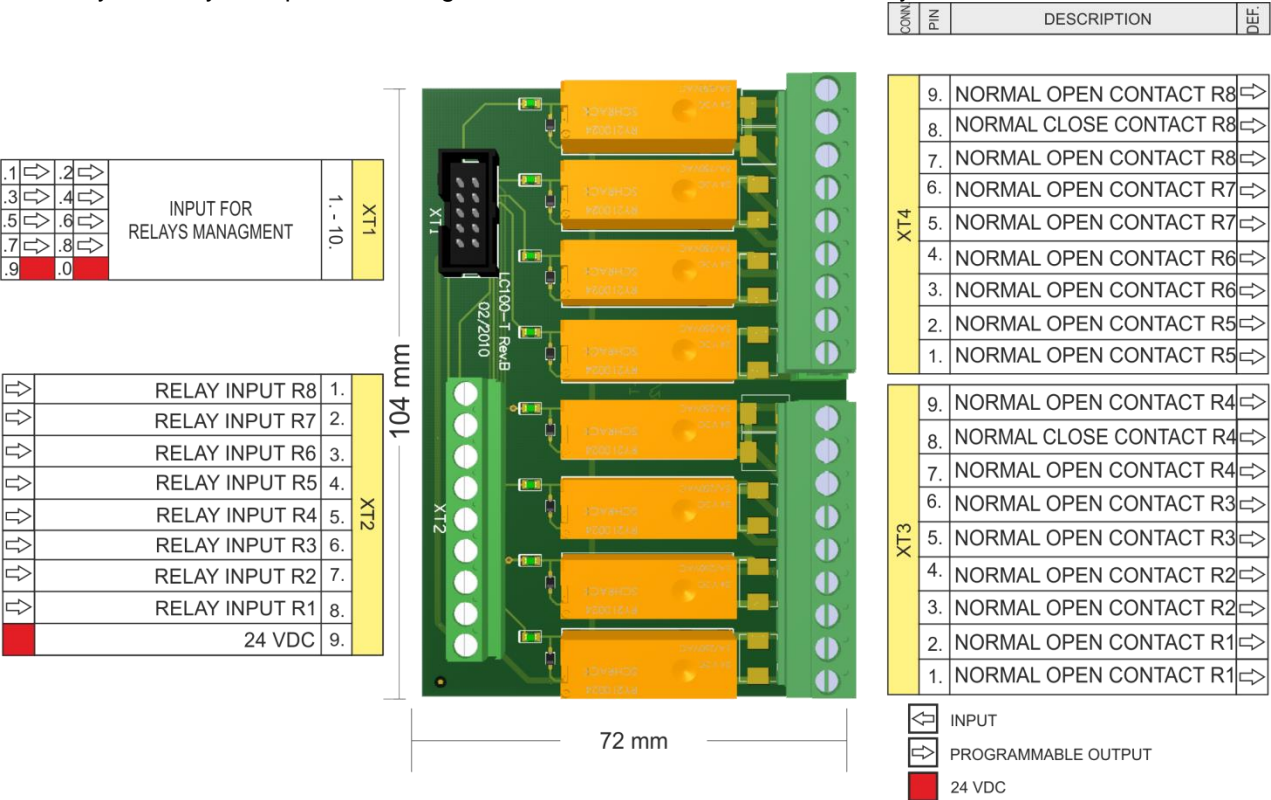 CONN. PIN DESCRIPTION DEF.
XT4
9. NORMAL OPEN CONTACT R8
8. NORMAL CLOSE CONTACT R8
7. NORMAL OPEN CONTACT R8
6. NORMAL OPEN CONTACT R7
5. NORMAL OPEN CONTACT R7
4. NORMAL OPEN CONTACT R6
3. NORMAL OPEN CONTACT R6
2. NORMAL OPEN CONTACT R5
1. NORMAL OPEN CONTACT R5
XT3
9. NORMAL OPEN CONTACT R4
8. NORMAL CLOSE CONTACT R4
7. NORMAL OPEN CONTACT R4
6. NORMAL OPEN CONTACT R3
5. NORMAL OPEN CONTACT R3
4. NORMAL OPEN CONTACT R2
3. NORMAL OPEN CONTACT R2
2. NORMAL OPEN CONTACT R1
1. NORMAL OPEN CONTACT R1
INPUT
PROGRAMMABLE OUTPUT
24 VDC
.1 .2
.3 .4
.5 .6
.7 .8
.9 .0
INPUT FOR
RELAYS MANAGMENT
1. - 10.
XT1
RELAY INPUT R8 1.
RELAY INPUT R7 2.
RELAY INPUT R6 3.
RELAY INPUT R5 4.
RELAY INPUT R4 5.
RELAY INPUT R3 6.
RELAY INPUT R2 7.
RELAY INPUT R1 8.
24 VDC 9.
XT2
104 mm
72 mm
XT1
LC100-T Rev.B
02/2010
XT2